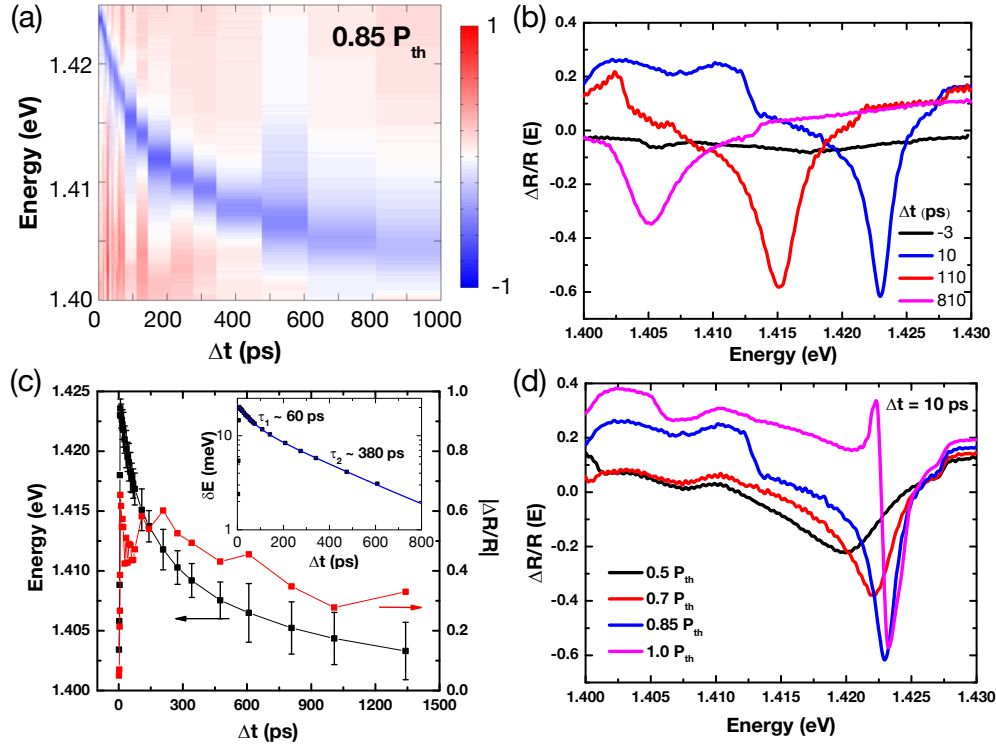 (a)
0.85 P_th
1
-1
1.42
1.41
1.40
Energy (eV)
0 200 400 600 800 1000
Δt (ps)
(b)
0.4
0.2
0.0
-0.2
-0.4
-0.6
ΔR/R (E)
Δt (ps)
-3
10
110
810
1.400 1.405 1.410 1.415 1.420 1.425 1.430
Energy (eV)
(c)
1.425
1.420
1.415
1.410
1.405
1.400
Energy (eV)
1.0
0.8
0.6
0.4
0.2
0.0
|ΔR/R|
0 300 600 900 1200 1500
Δt (ps)
τ1 ~ 60 ps
τ2 ~ 380 ps
10
1
δE (meV)
0 200 400 600 800
Δt (ps)
(d)
0.4
0.2
0.0
-0.2
-0.4
-0.6
ΔR/R (E)
Δt = 10 ps
0.5 P_th
0.7 P_th
0.85 P_th
1.0 P_th
1.400 1.405 1.410 1.415 1.420 1.425 1.430
Energy (eV)